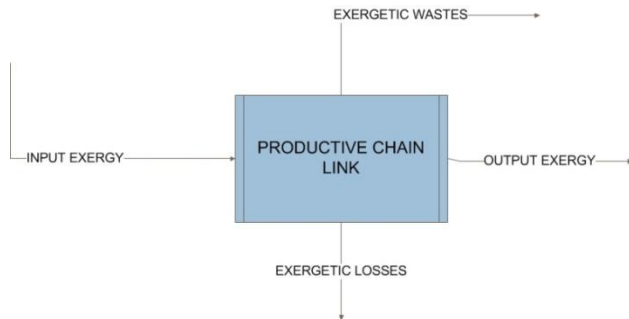 EXERGETIC WASTES
INPUT EXERGY
PRODUCTIVE CHAIN
LINK
OUTPUT EXERGY
EXERGETIC LOSSES